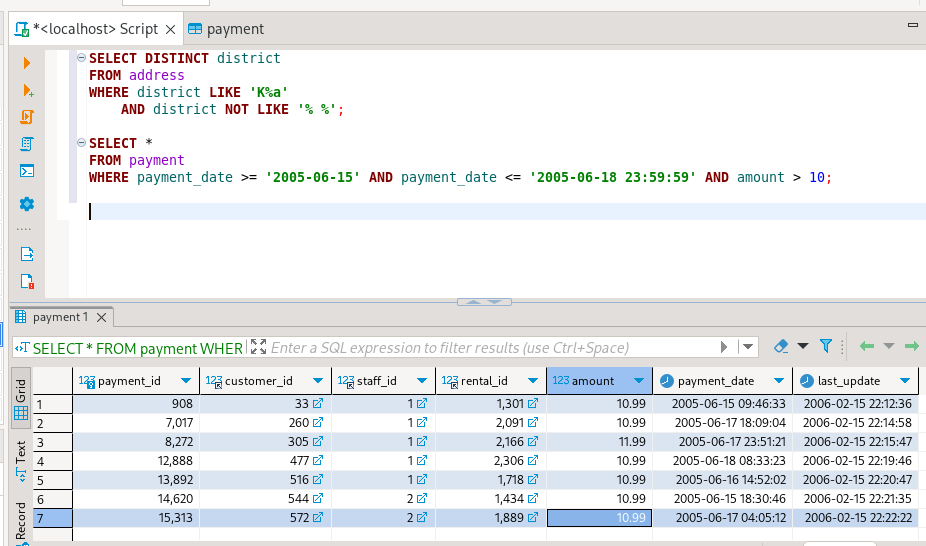 *<localhost> Script
payment
SELECT DISTINCT district
FROM address
WHERE district LIKE 'K%a'
AND district NOT LIKE '% %';
SELECT *
FROM payment
WHERE payment_date >= '2005-06-15' AND payment_date <= '2005-06-18 23:59:59' AND amount > 10;
payment 1
SELECT * FROM payment WHER
Enter a SQL expression to filter results (use Ctrl+Space)
Grid
Text
Record
123 payment_id 123 customer_id 123 staff_id 123 rental_id 123 amount payment_date last_update
1 908 33 1 1,301 10.99 2005-06-15 09:46:33 2006-02-15 22:12:36
2 7,017 260 1 2,091 10.99 2005-06-17 18:09:04 2006-02-15 22:14:58
3 8,272 305 1 2,166 11.99 2005-06-17 23:51:21 2006-02-15 22:15:47
4 12,888 477 1 2,306 10.99 2005-06-18 08:33:23 2006-02-15 22:19:46
5 13,892 516 1 1,718 10.99 2005-06-16 14:52:02 2006-02-15 22:20:47
6 14,620 544 2 1,434 10.99 2005-06-15 18:30:46 2006-02-15 22:21:35
7 15,313 572 2 1,889 10.99 2005-06-17 04:05:12 2006-02-15 22:22:22